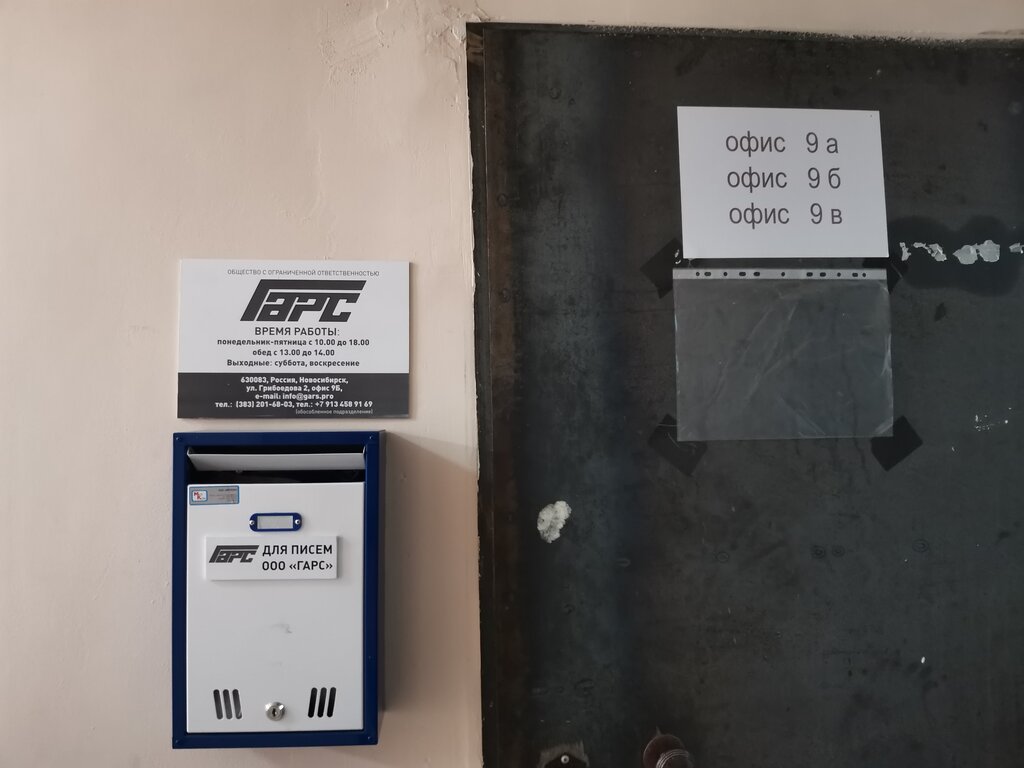 ОБЩЕСТВО С ОГРАНИЧЕННОЙ ОТВЕТСТВЕННОСТЬЮ
ГАРС
ВРЕМЯ РАБОТЫ:
понедельник-пятница с 10.00 до 18.00
обед с 13.00 до 14.00
Выходные: суббота, воскресение
630083, Россия, Новосибирск,
ул. Грибоедова 2, офис 9Б,
e-mail: info@gars.pro
тел.: (383) 201-68-03, тел.: +7 913 458 91 69
(обособленное подразделение)
ГАРС ДЛЯ ПИСЕМ
ООО «ГАРС»
офис 9 а
офис 9 б
офис 9 в